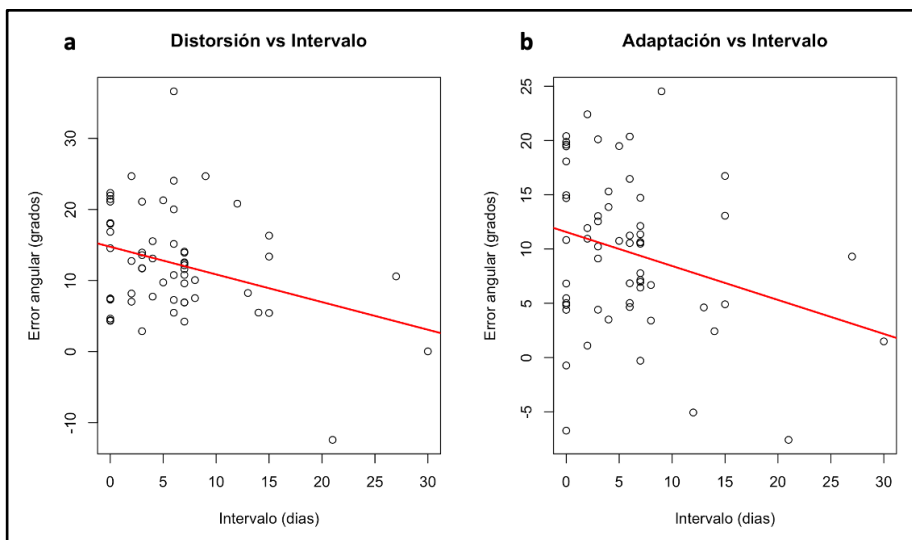 a
Distorsión vs Intervalo
Error angular (grados)
30
20
10
0
-10
0 5 10 15 20 25 30
Intervalo (dias)
b
Adaptación vs Intervalo
Error angular (grados)
25
20
15
10
5
0
-5
0 5 10 15 20 25 30
Intervalo (dias)